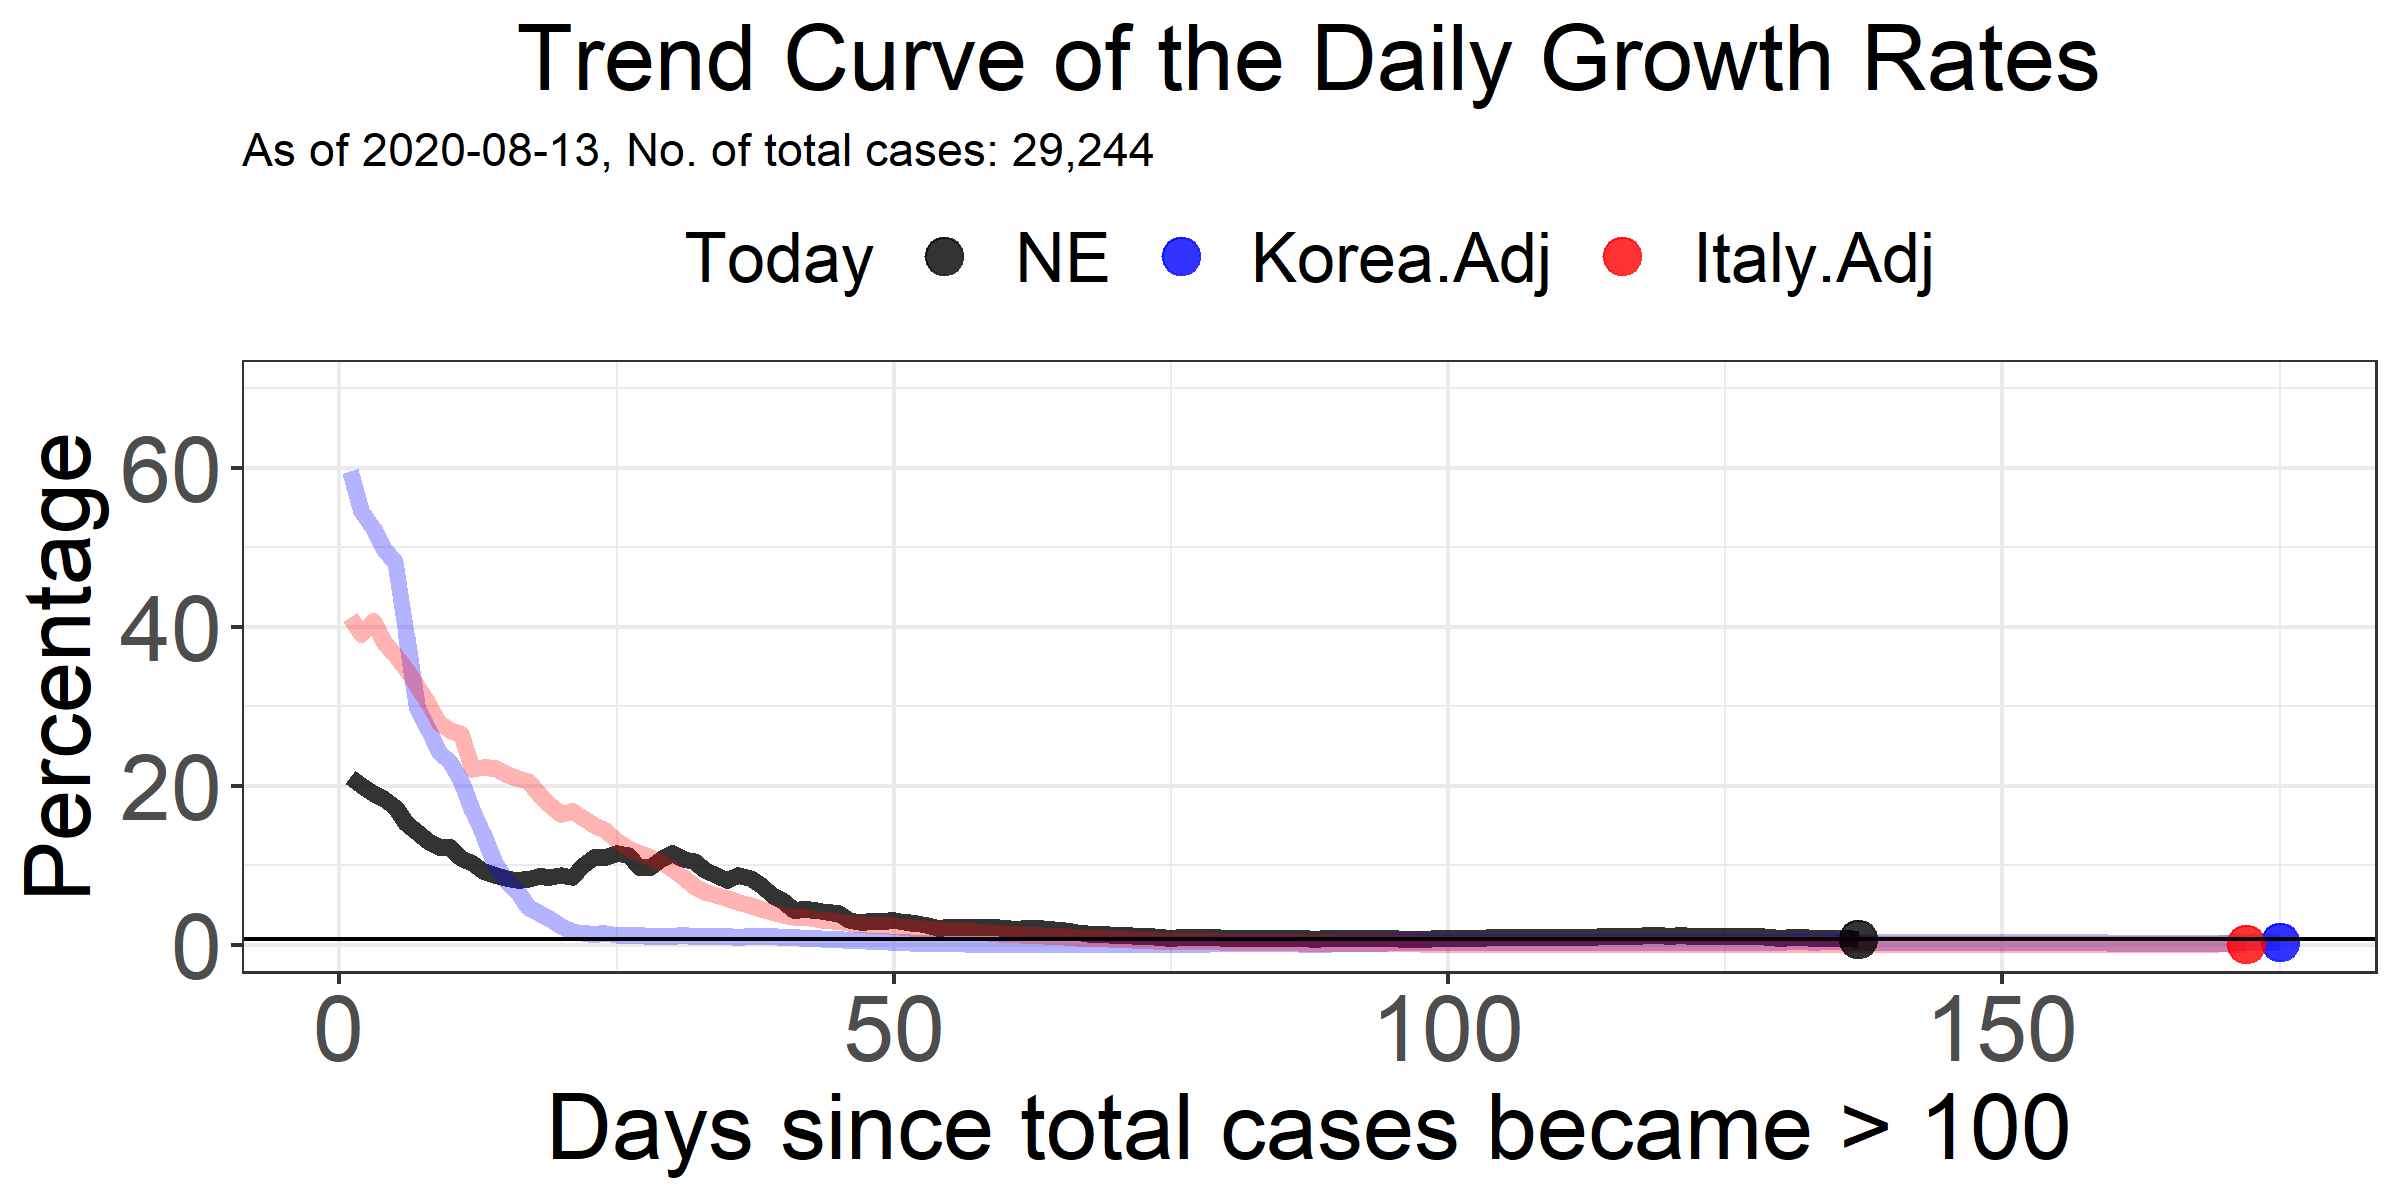 Trend Curve of the Daily Growth Rates
As of 2020-08-13, No. of total cases: 29,244
Today NE Korea.Adj Italy.Adj
Percentage
60
40
20
0
0 50 100 150
Days since total cases became > 100